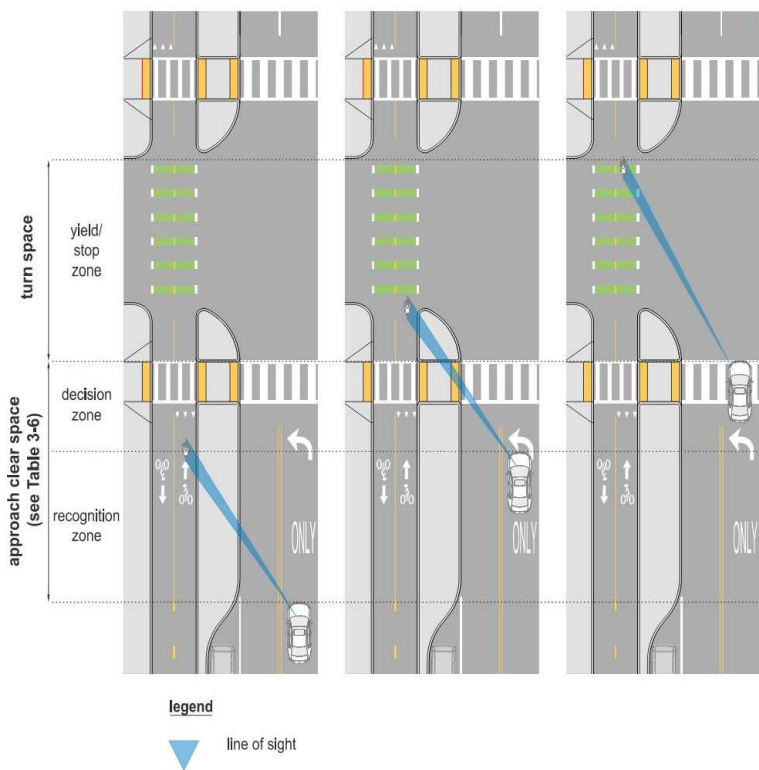 turn space
yield/
stop
zone
approach clear space
(see Table 3-6)
decision
zone
recognition
zone
ONLY
ONLY
ONLY
legend
line of sight